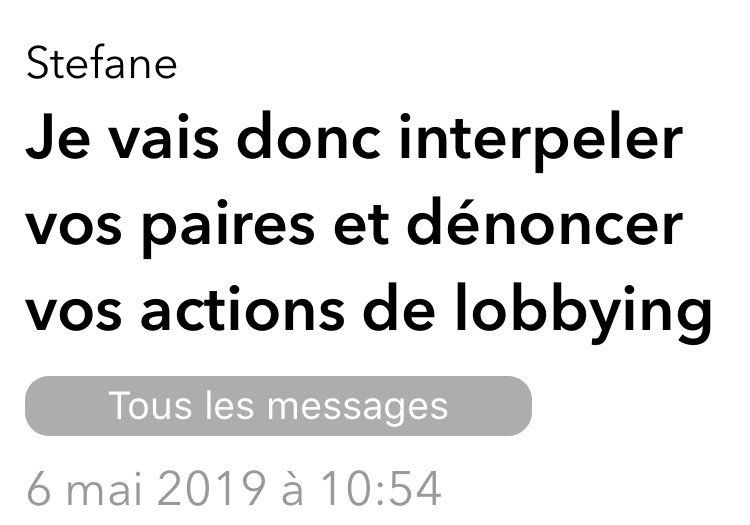 Stefane
Je vais donc interpeler
vos paires et dénoncer
vos actions de lobbying
Tous les messages
6 mai 2019 à 10:54